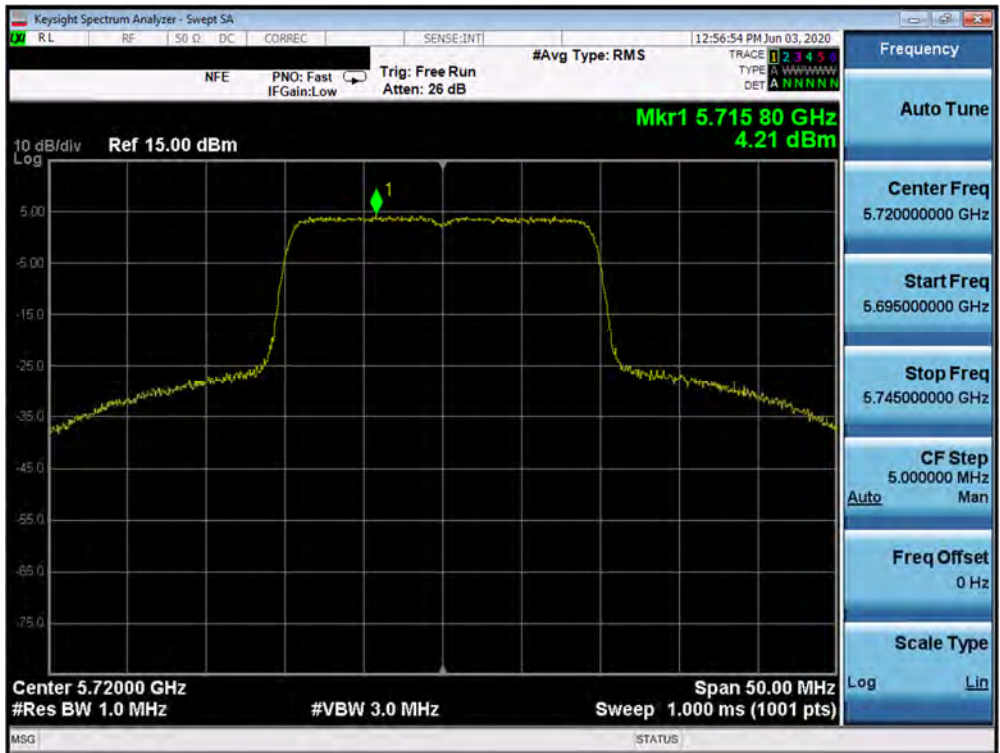 Keysight Spectrum Analyzer - Swept SA
LXI RL RF 50 Ω DC CORREC SENSE:INT 12:56:54 PM Jun 03, 2020
Frequency
#Avg Type: RMS
TRACE 1 2 3 4 5 6
NFE PNO: Fast Trig: Free Run
TYPE A WWWWW
IFGain:Low Atten: 26 dB
DET A N N N N N
Auto Tune
Mkr1 5.715 80 GHz
4.21 dBm
10 dB/div Ref 15.00 dBm
Log
1
5.00
-5.00
-15.0
-25.0
-35.0
-45.0
-55.0
-65.0
-75.0
Center Freq
5.720000000 GHz
Start Freq
5.695000000 GHz
Stop Freq
5.745000000 GHz
CF Step
5.000000 MHz
Auto Man
Freq Offset
0 Hz
Scale Type
Log Lin
Center 5.72000 GHz Span 50.00 MHz
#Res BW 1.0 MHz #VBW 3.0 MHz Sweep 1.000 ms (1001 pts)
MSG STATUS